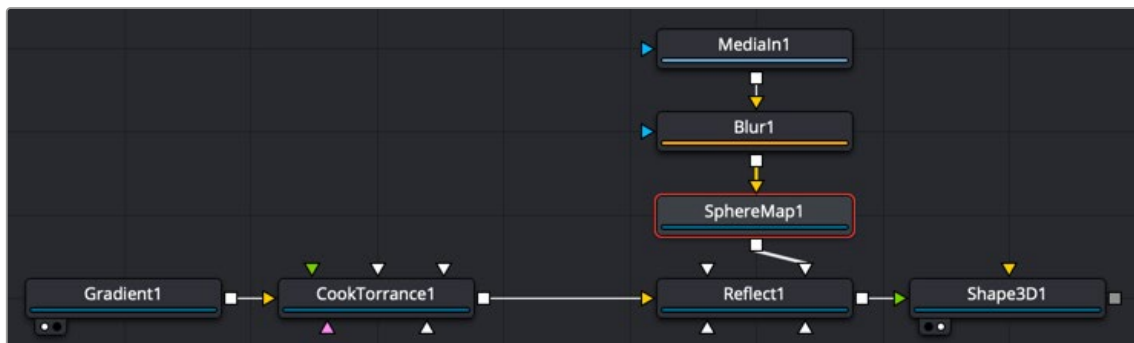 MediaIn1
Blur1
SphereMap1
Gradient1
CookTorrance1
Reflect1
Shape3D1